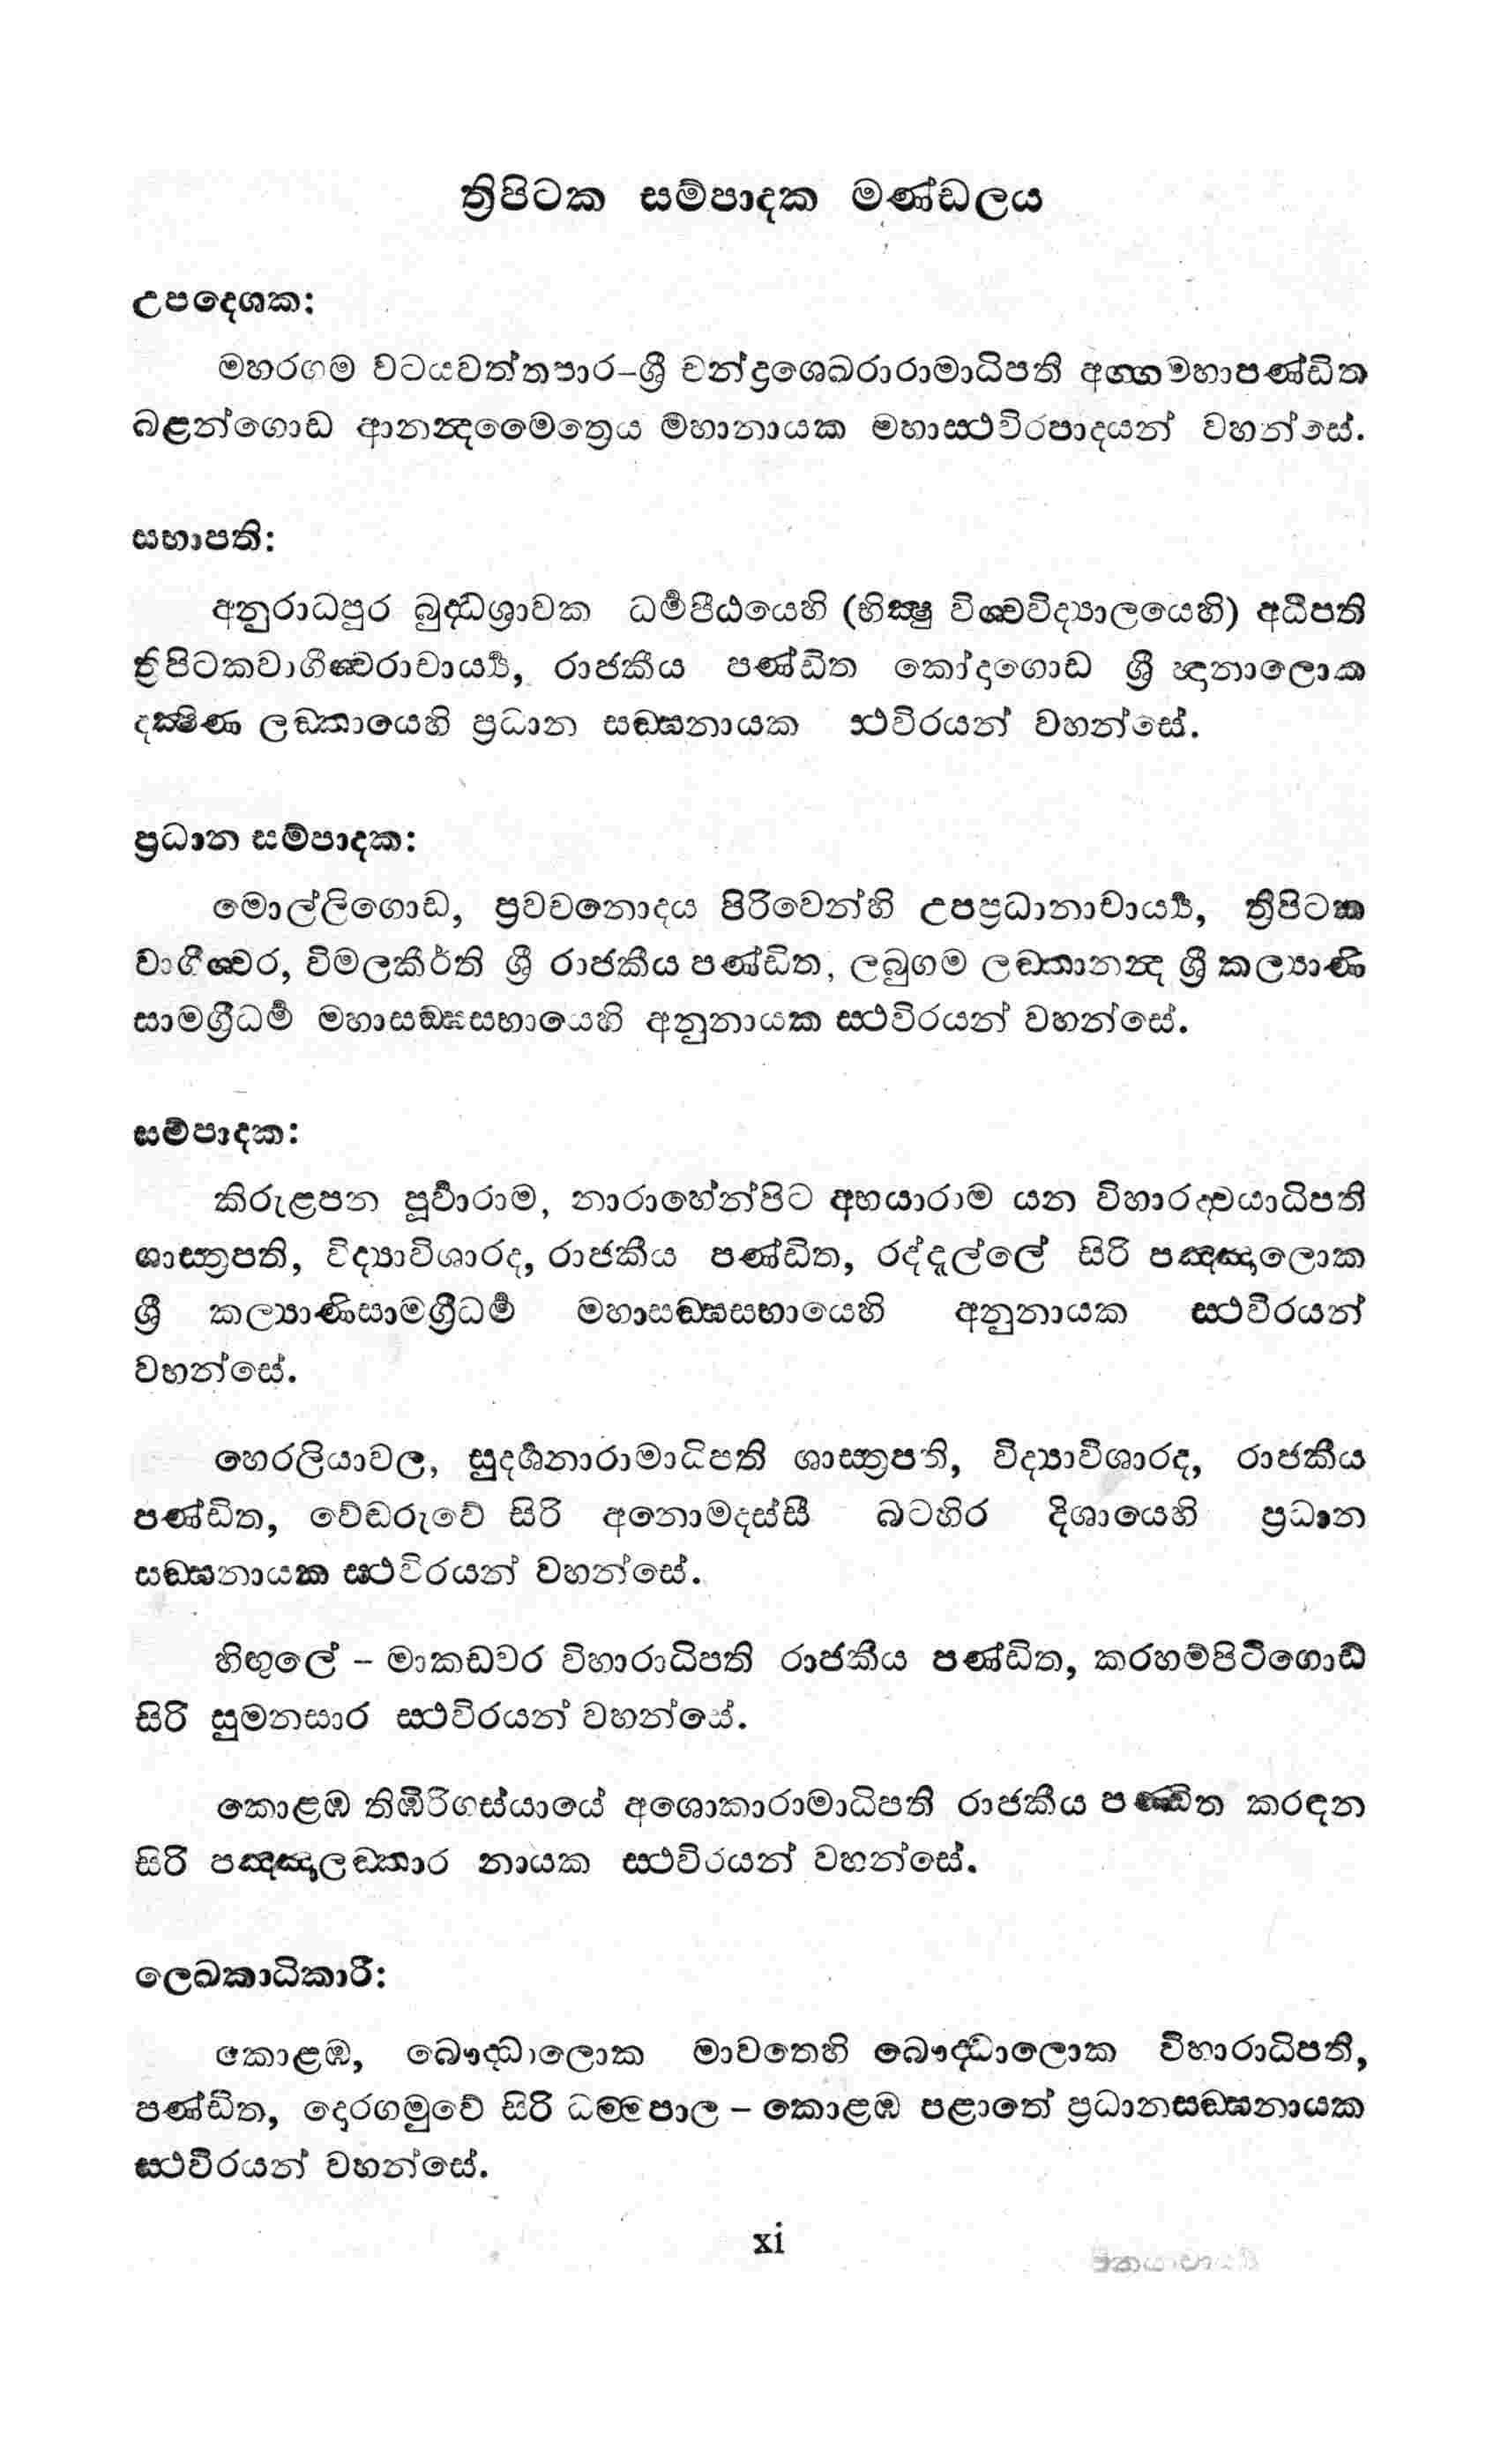 ත්‍රිපිටක සම්පාදක මණ්ඩලය
උපදෙශක:
මහරගම වටයවත්තපාර-ශ්‍රී චන්ද්‍රශෙඛරාරාමාධිපති අග්ගමහාපණ්ඩිත
බළන්ගොඩ ආනන්‍දමෛත්‍රෙය මහානායක මහාස්ථවිරපාදයන් වහන්සේ.
සභාපති:
අනුරාධපුර බුද්ධශ්‍රාවක ධර්‍මපීඨයෙහි (භික්‍ෂු විශ්වවිද්‍යාලයෙහි) අධිපති
ත්‍රිපිටකවාගීශ්වරාචාර්‍ය්‍ය, රාජකීය පණ්ඩිත කෝදාගොඩ ශ්‍රී ඤානාලොක
දක්‍ෂිණ ලඞ්කායෙහි ප්‍රධාන සඞ්ඝනායක ස්ථවිරයන් වහන්සේ.
ප්‍රධාන සම්පාදක:
මොල්ලිගොඩ, ප්‍රවචනොදය පිරිවෙන්හි උපප්‍රධානාචාර්‍ය්‍ය, ත්‍රිපිටක
වාගීශ්වර, විමලකීර්ති ශ්‍රී රාජකීය පණ්ඩිත, ලබුගම ලඞ්කානන්‍ද ශ්‍රී කල්‍යාණි
සාමග්‍රීධර්‍ම මහාසඞ්ඝසභායෙහි අනුනායක ස්ථවිරයන් වහන්සේ.
සම්පාදක:
කිරුළපන පූර්‍වාරාම, නාරාහේන්පිට අභයාරාම යන විහාරද්වයාධිපති
ශාස්ත්‍රපති, විද්‍යාවිශාරද, රාජකීය පණ්ඩිත, රද්දැල්ලේ සිරි පඤ්ඤාලොක
ශ්‍රී කල්‍යාණිසාමග්‍රීධර්‍ම මහාසඞ්ඝසභායෙහි අනුනායක ස්ථවිරයන්
වහන්සේ.
හෙරලියාවල, සුදර්‍ශනාරාමාධිපති ශාස්ත්‍රපති, විද්‍යාවිශාරද, රාජකීය
පණ්ඩිත, වේඬරුවේ සිරි අනොමදස්සී බටහිර දිශායෙහි ප්‍රධාන
සඞ්ඝනායක ස්ථවිරයන් වහන්සේ.
හිඟුලේ - මාකඩවර විහාරාධිපති රාජකීය පණ්ඩිත, කරහම්පිටිගොඩ
සිරි සුමනසාර ස්ථවිරයන් වහන්සේ.
කොළඹ තිඹිරිගස්යායේ අශොකාරාමාධිපති රාජකීය පණ්ඩිත කරඳන
සිරි පඤ්ඤාලඞ්කාර නායක ස්ථවිරයන් වහන්සේ.
ලෙඛකාධිකාරී:
කොළඹ, බෞද්ධාලොක මාවතෙහි බෞද්ධාලොක විහාරාධිපති,
පණ්ඩිත, දොරගමුවේ සිරි ධම්මපාල - කොළඹ පළාතේ ප්‍රධානසඞ්ඝනායක
ස්ථවිරයන් වහන්සේ.
xi